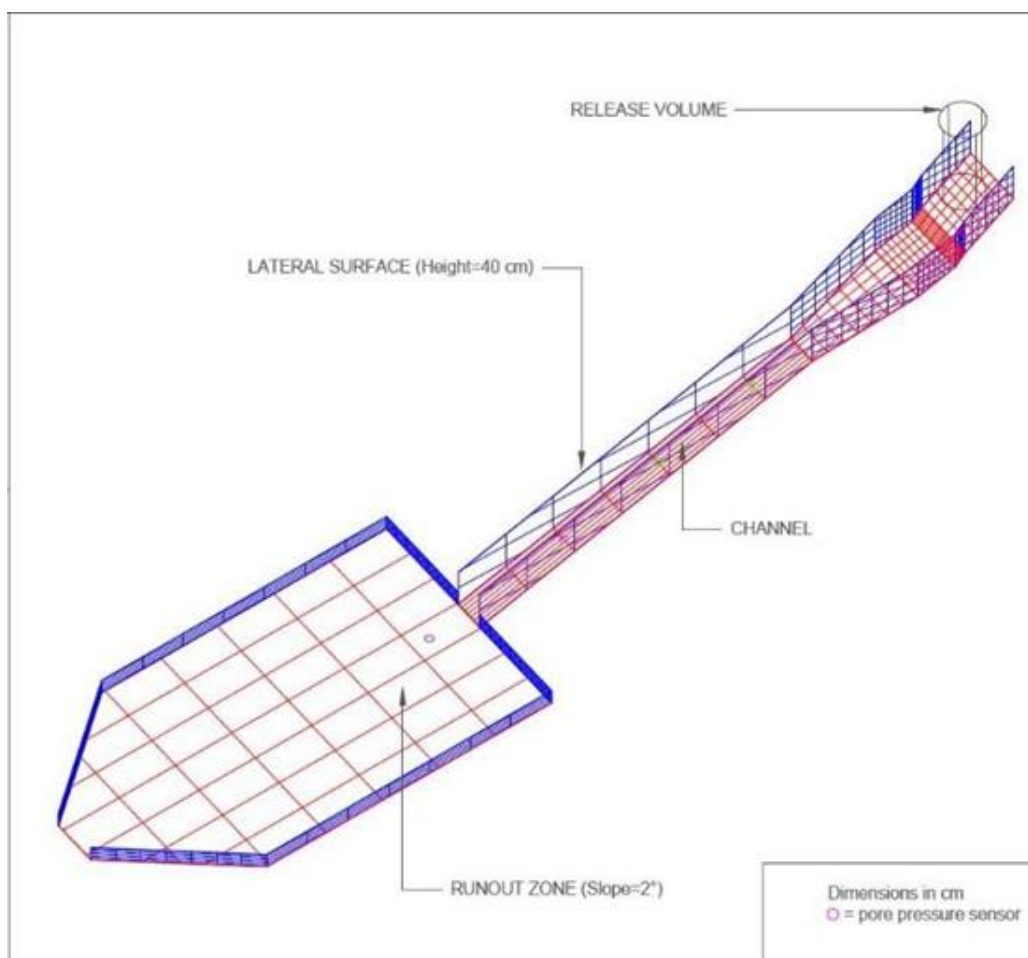 RELEASE VOLUME
LATERAL SURFACE (Height=40 cm)
CHANNEL
RUNOUT ZONE (Slope=2°)
Dimensions in cm
O = pore pressure sensor